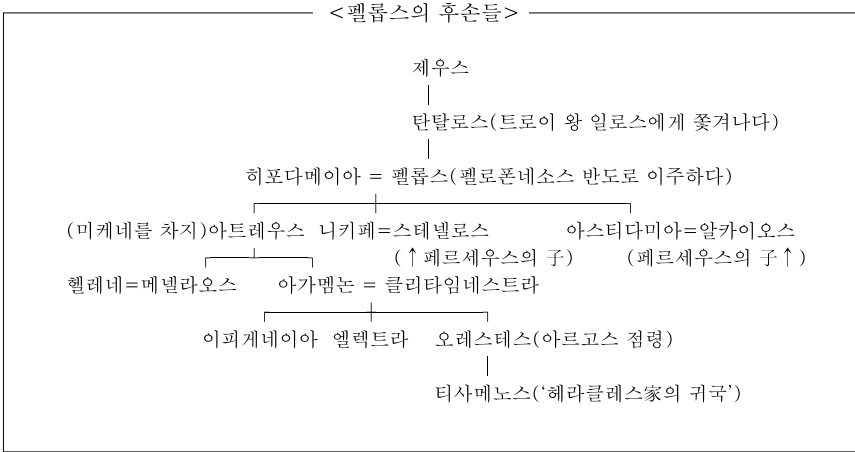 <펠롭스의 후손들>
제우스
탄탈로스(트로이 왕 일로스에게 쫓겨나다)
히포다메이아 = 펠롭스(펠로폰네소스 반도로 이주하다)
(미케네를 차지)아트레우스 니키페=스테넬로스 아스티다미아=알카이오스
(↑페르세우스의 子) (페르세우스의 子↑)
헬레네=메넬라오스 아가멤논 = 클리타임네스트라
이피게네이아 엘렉트라 오레스테스(아르고스 점령)
티사메노스(‘헤라클레스家의 귀국’)